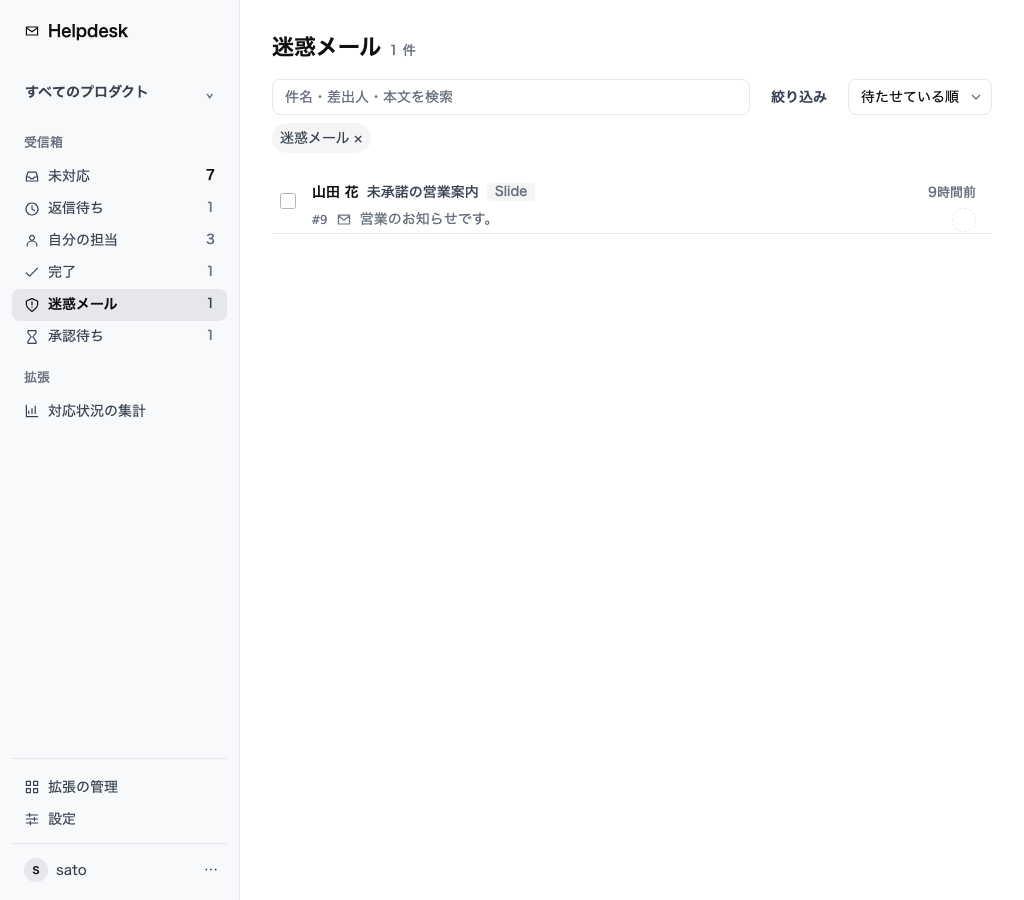 Helpdesk
すべてのプロダクト
受信箱
未対応 7
返信待ち 1
自分の担当 3
完了 1
迷惑メール 1
承認待ち 1
拡張
対応状況の集計
拡張の管理
設定
S sato ...
迷惑メール 1 件
件名・差出人・本文を検索 絞り込み 待たせている順
迷惑メール ×
山田 花 未承諾の営業案内 Slide 9時間前
#9 営業のお知らせです。